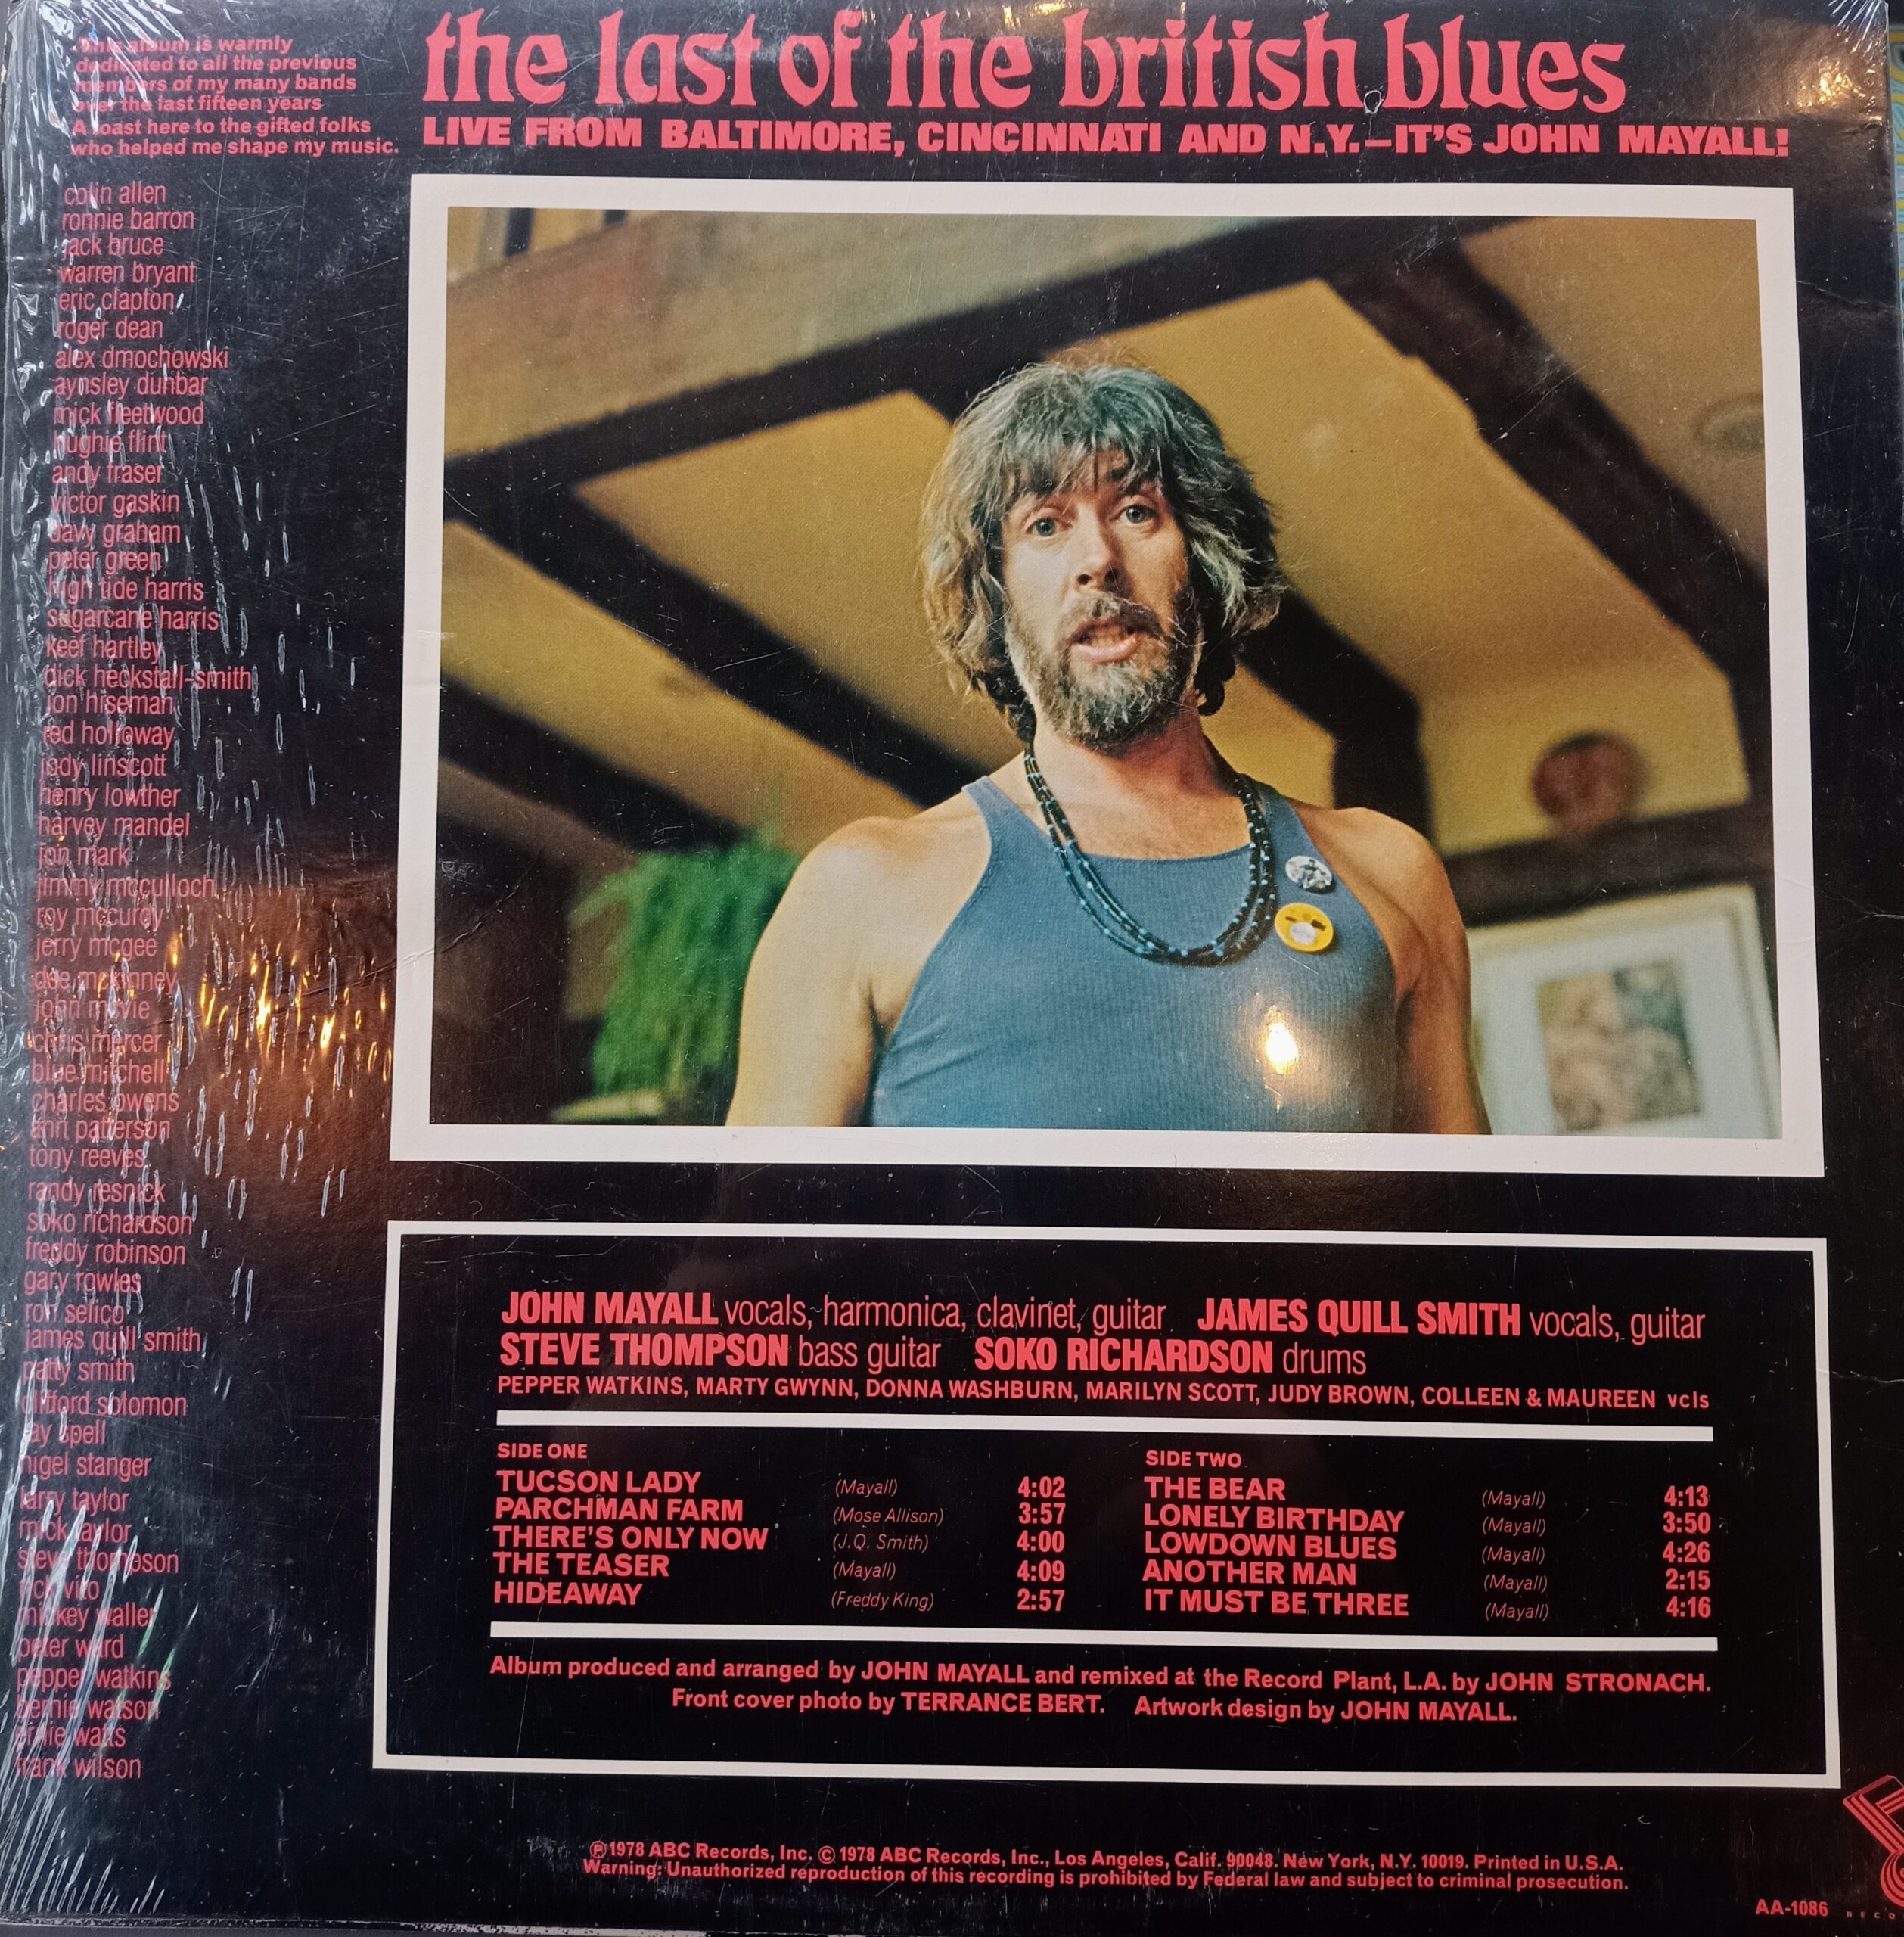 This album is warmly
dedicated to all the previous
members of my many bands
over the last fifteen years
A toast here to the gifted folks
who helped me shape my music.
colin allen
ronnie barron
jack bruce
warren bryant
eric clapton
roger dean
alex dmochowski
aynsley dunbar
mick fleetwood
hughie flint
andy fraser
victor gaskin
davy graham
peter green
high tide harris
sugarcane harris
keef hartley
dick heckstall-smith
jon hiseman
red holloway
jody linscott
henry lowther
harvey mandel
jon mark
jimmy mcculloch
roy mccurdy
jerry mcgee
dee mckinney
john mcvie
chris mercer
blue mitchell
charles owens
ann patterson
tony reeves
randy resnick
soko richardson
freddy robinson
gary rowles
ron selico
james quill smith
patty smith
clifford solomon
ray spell
nigel stanger
larry taylor
mick taylor
steve thompson
rick vito
mickey waller
peter ward
pepper watkins
bernie watson
ernie watts
frank wilson
the last of the british blues
LIVE FROM BALTIMORE, CINCINNATI AND N.Y.—IT'S JOHN MAYALL!
JOHN MAYALL vocals, harmonica, clavinet, guitar JAMES QUILL SMITH vocals, guitar
STEVE THOMPSON bass guitar SOKO RICHARDSON drums
PEPPER WATKINS, MARTY GWYNN, DONNA WASHBURN, MARILYN SCOTT, JUDY BROWN, COLLEEN & MAUREEN vcls
SIDE ONE
TUCSON LADY (Mayall) 4:02
PARCHMAN FARM (Mose Allison) 3:57
THERE'S ONLY NOW (J.Q. Smith) 4:00
THE TEASER (Mayall) 4:09
HIDEAWAY (Freddy King) 2:57
SIDE TWO
THE BEAR (Mayall) 4:13
LONELY BIRTHDAY (Mayall) 3:50
LOWDOWN BLUES (Mayall) 4:26
ANOTHER MAN (Mayall) 2:15
IT MUST BE THREE (Mayall) 4:16
Album produced and arranged by JOHN MAYALL and remixed at the Record Plant, L.A. by JOHN STRONACH.
Front cover photo by TERRANCE BERT. Artwork design by JOHN MAYALL.
Ⓟ1978 ABC Records, Inc. © 1978 ABC Records, Inc., Los Angeles, Calif. 90048. New York, N.Y. 10019. Printed in U.S.A.
Warning: Unauthorized reproduction of this recording is prohibited by Federal law and subject to criminal prosecution.
AA-1086